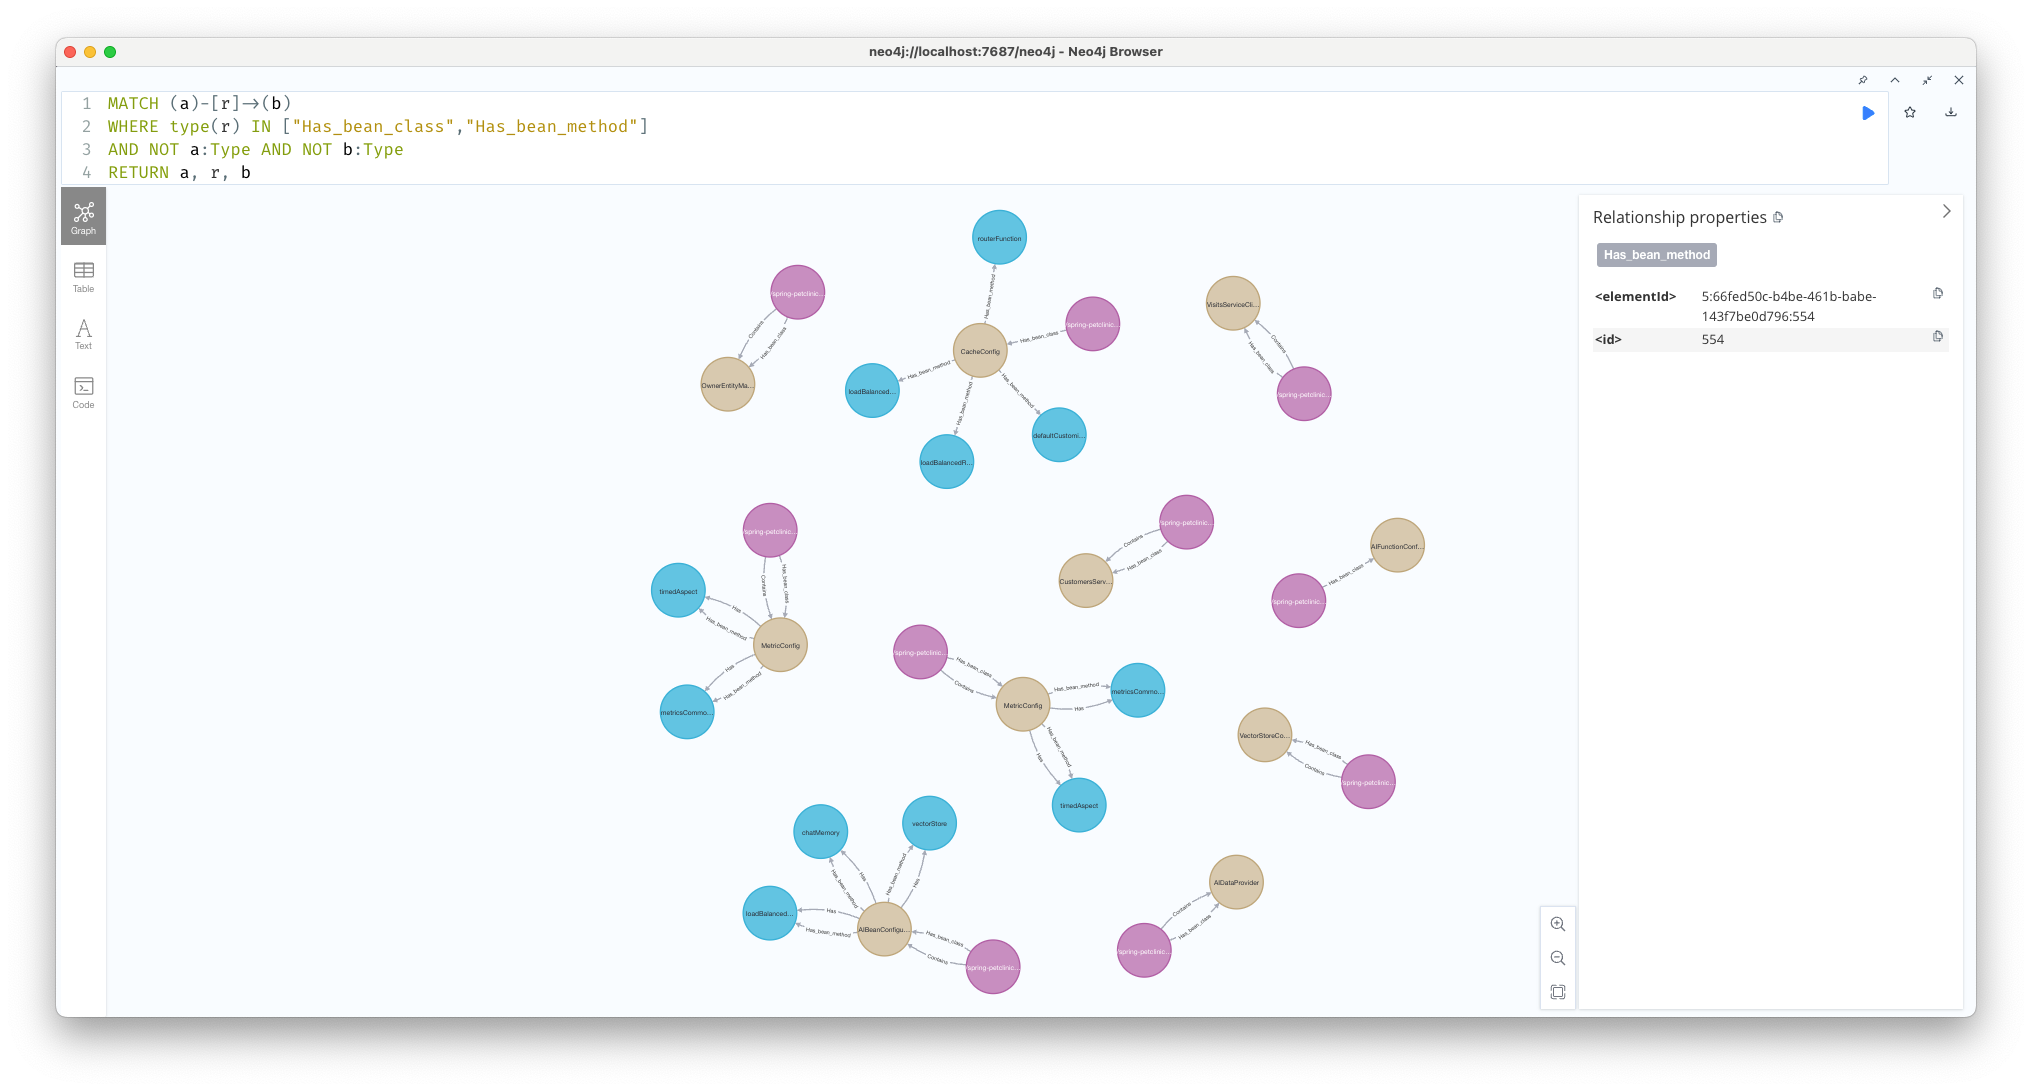 neo4j://localhost:7687/neo4j - Neo4j Browser
1 MATCH (a)-[r]→(b)
2 WHERE type(r) IN ["Has_bean_class","Has_bean_method"]
3 AND NOT a:Type AND NOT b:Type
4 RETURN a, r, b
Graph
Table
Text
Code
routerFunction
Has_bean_method
/spring-petclinic...
Contains
Has_bean_class
OwnerEntityMa...
/spring-petclinic...
Has_bean_class
CacheConfig
Has_bean_method
loadBalanced...
Has_bean_method
loadBalancedR...
Has_bean_method
defaultCustomi...
VisitsServiceCli...
Contains
Has_bean_class
/spring-petclinic...
/spring-petclinic...
Contains
Has_bean_class
timedAspect
Has
Has_bean_method
MetricConfig
Has
Has_bean_method
metricsCommo...
/spring-petclinic...
Contains
Has_bean_class
CustomersServ...
AIFunctionConf...
Has_bean_class
/spring-petclinic...
/spring-petclinic...
Has_bean_class
Contains
MetricConfig
Has_bean_method
Has
metricsCommo...
Has_bean_method
Has
timedAspect
VectorStoreCo...
Has_bean_class
Contains
/spring-petclinic...
chatMemory
vectorStore
Has_bean_method
Has
Has_bean_method
Has
loadBalanced...
Has
Has_bean_method
AIBeanConfigu...
Has_bean_class
Contains
/spring-petclinic...
AIDataProvider
Contains
Has_bean_class
/spring-petclinic...
Relationship properties
Has_bean_method
<elementId> 5:66fed50c-b4be-461b-babe-
143f7be0d796:554
<id> 554